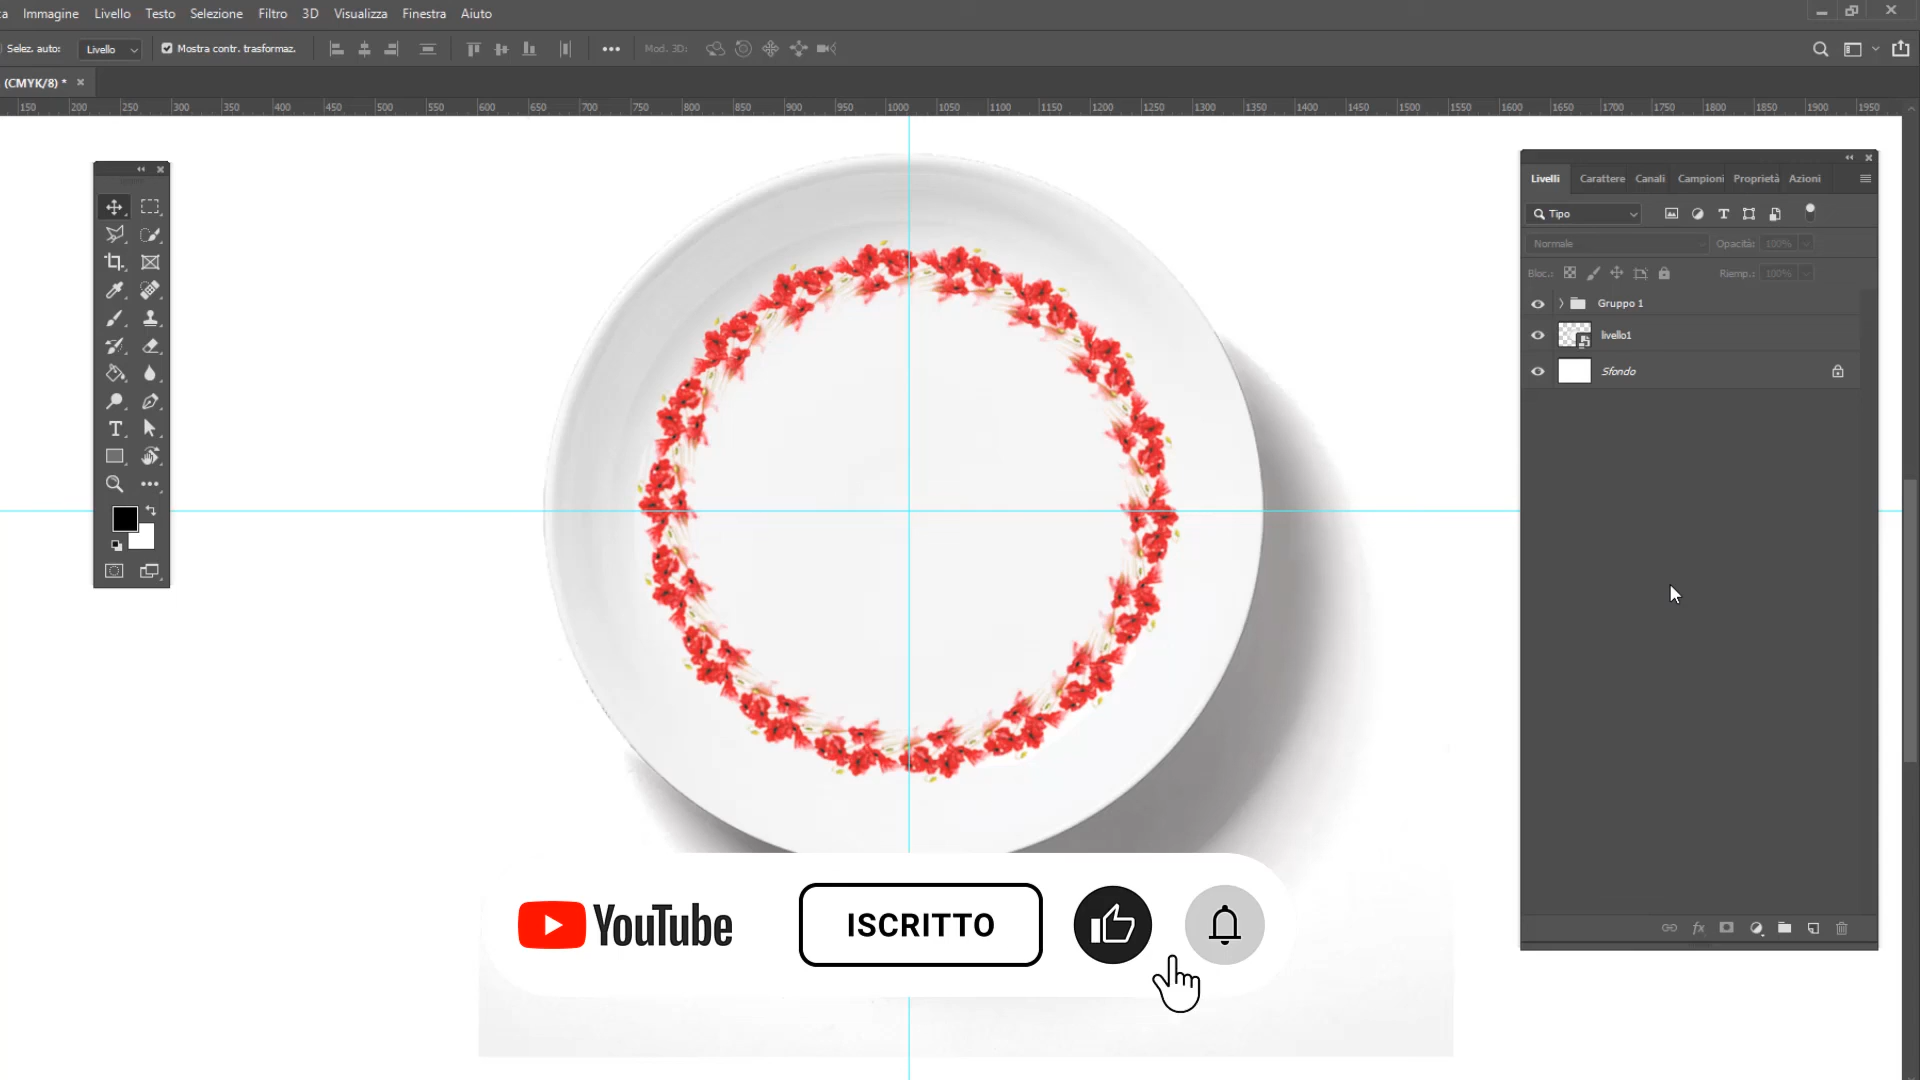 Immagine Livello Testo Selezione Filtro 3D Visualizza Finestra Aiuto
Selez. auto: Livello Mostra contr. trasformaz. Mod. 3D:
(CMYK/8) *
150 200 250 300 350 400 450 500 550 600 650 700 750 800 850 900 950 1000 1050 1100 1150 1200 1250 1300 1350 1400 1450 1500 1550 1600 1650 1700 1750 1800 1850 1900 1950
Livelli Carattere Canali Campioni Proprietà Azioni
Tipo
Normale Opacità: 100%
Bloc.: Riemp.: 100%
Gruppo 1
livello1
Sfondo
YouTube ISCRITTO